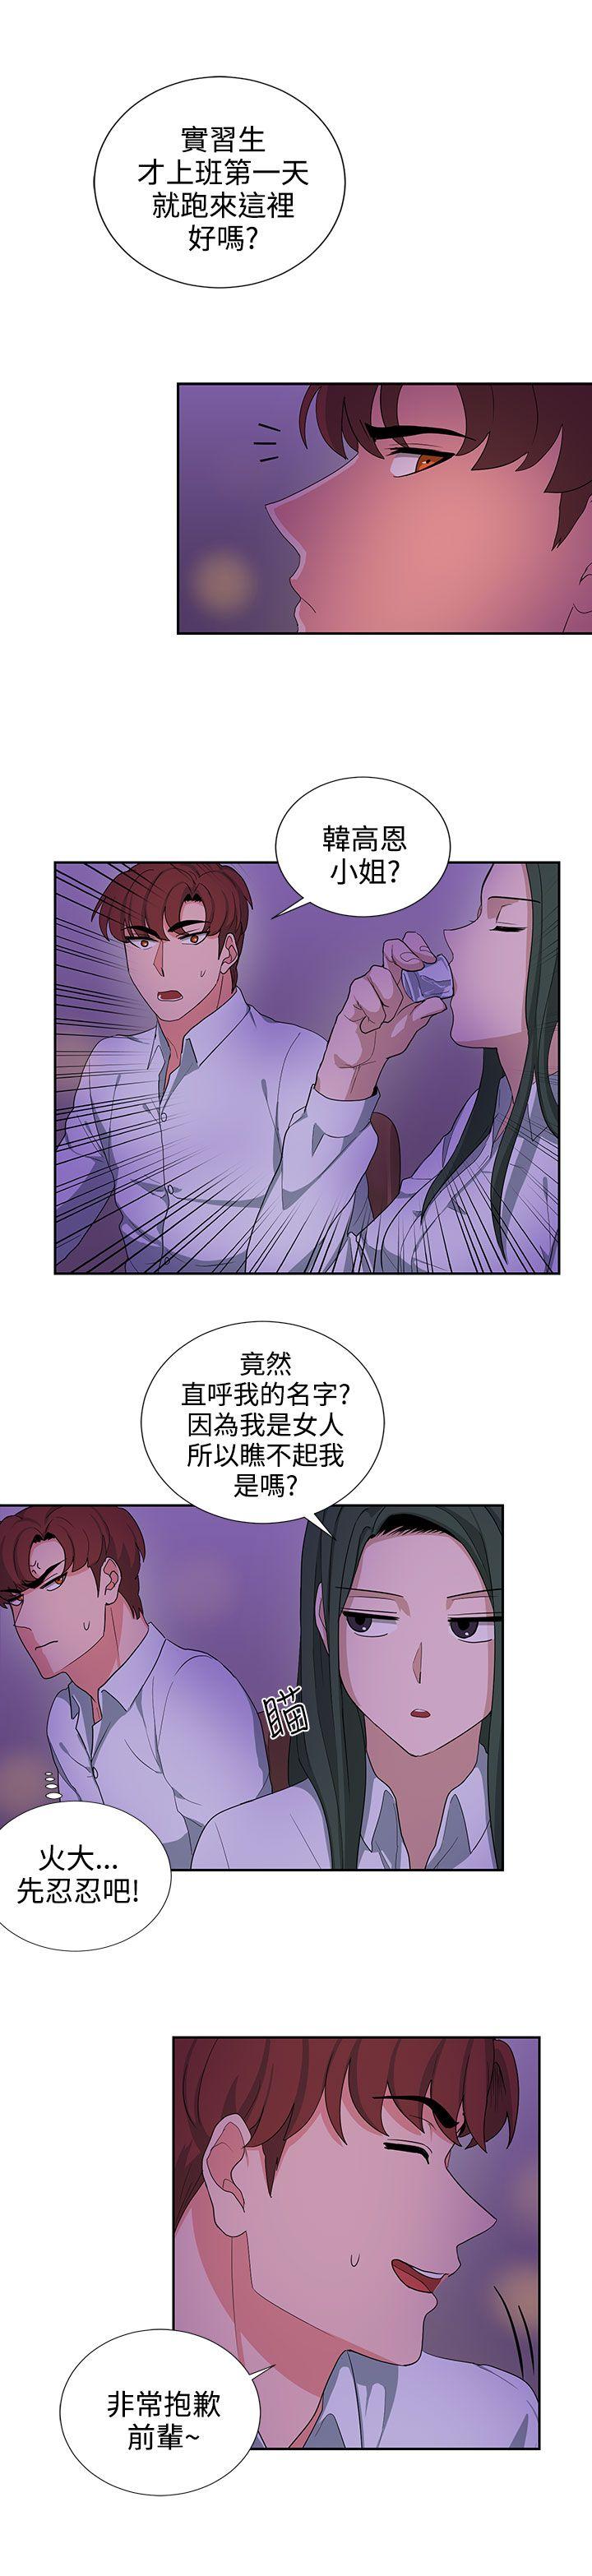 實習生
才上班第一天
就跑來這裡
好嗎?
韓高恩
小姐?
竟然
直呼我的名字?
因為我是女人
所以瞧不起我
是嗎?
瞄
火大...
先忍忍吧!
非常抱歉
前輩~